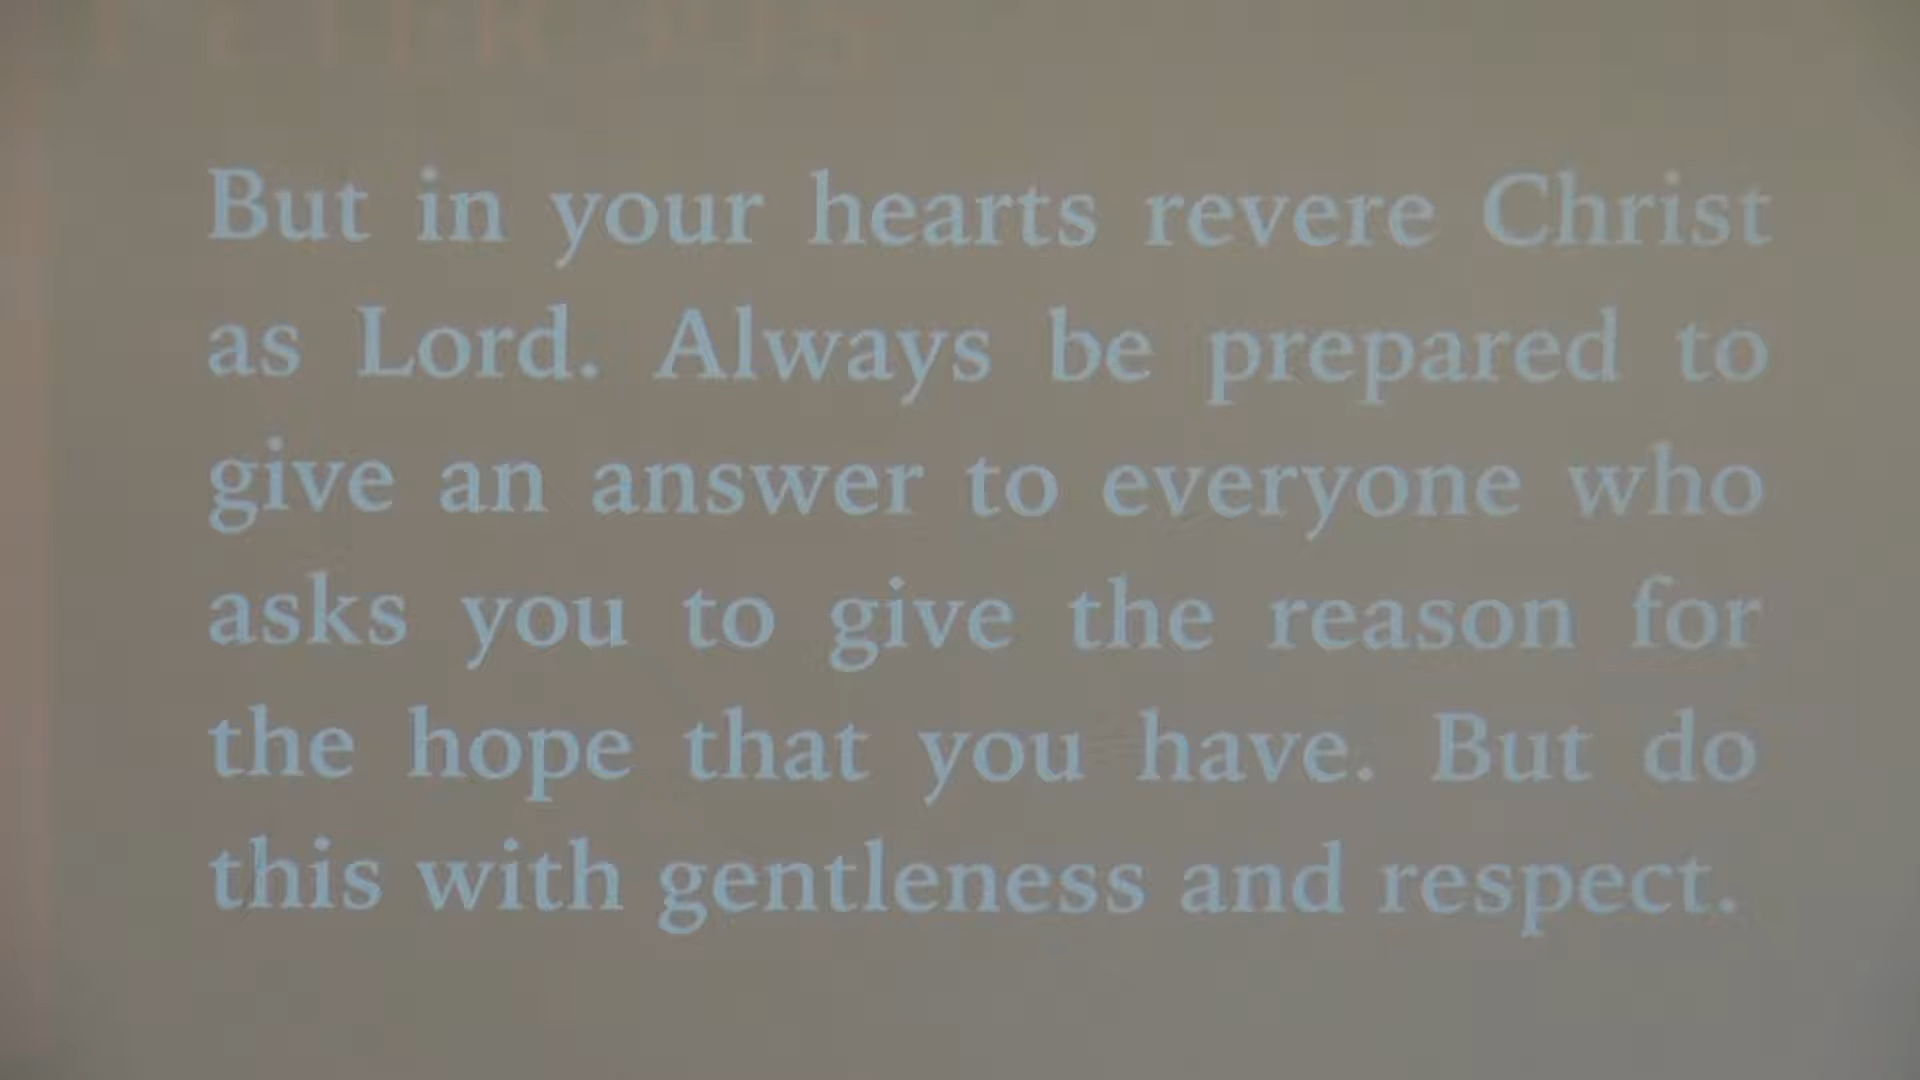 But in your hearts revere Christ
as Lord. Always be prepared to
give an answer to everyone who
asks you to give the reason for
the hope that you have. But do
this with gentleness and respect.